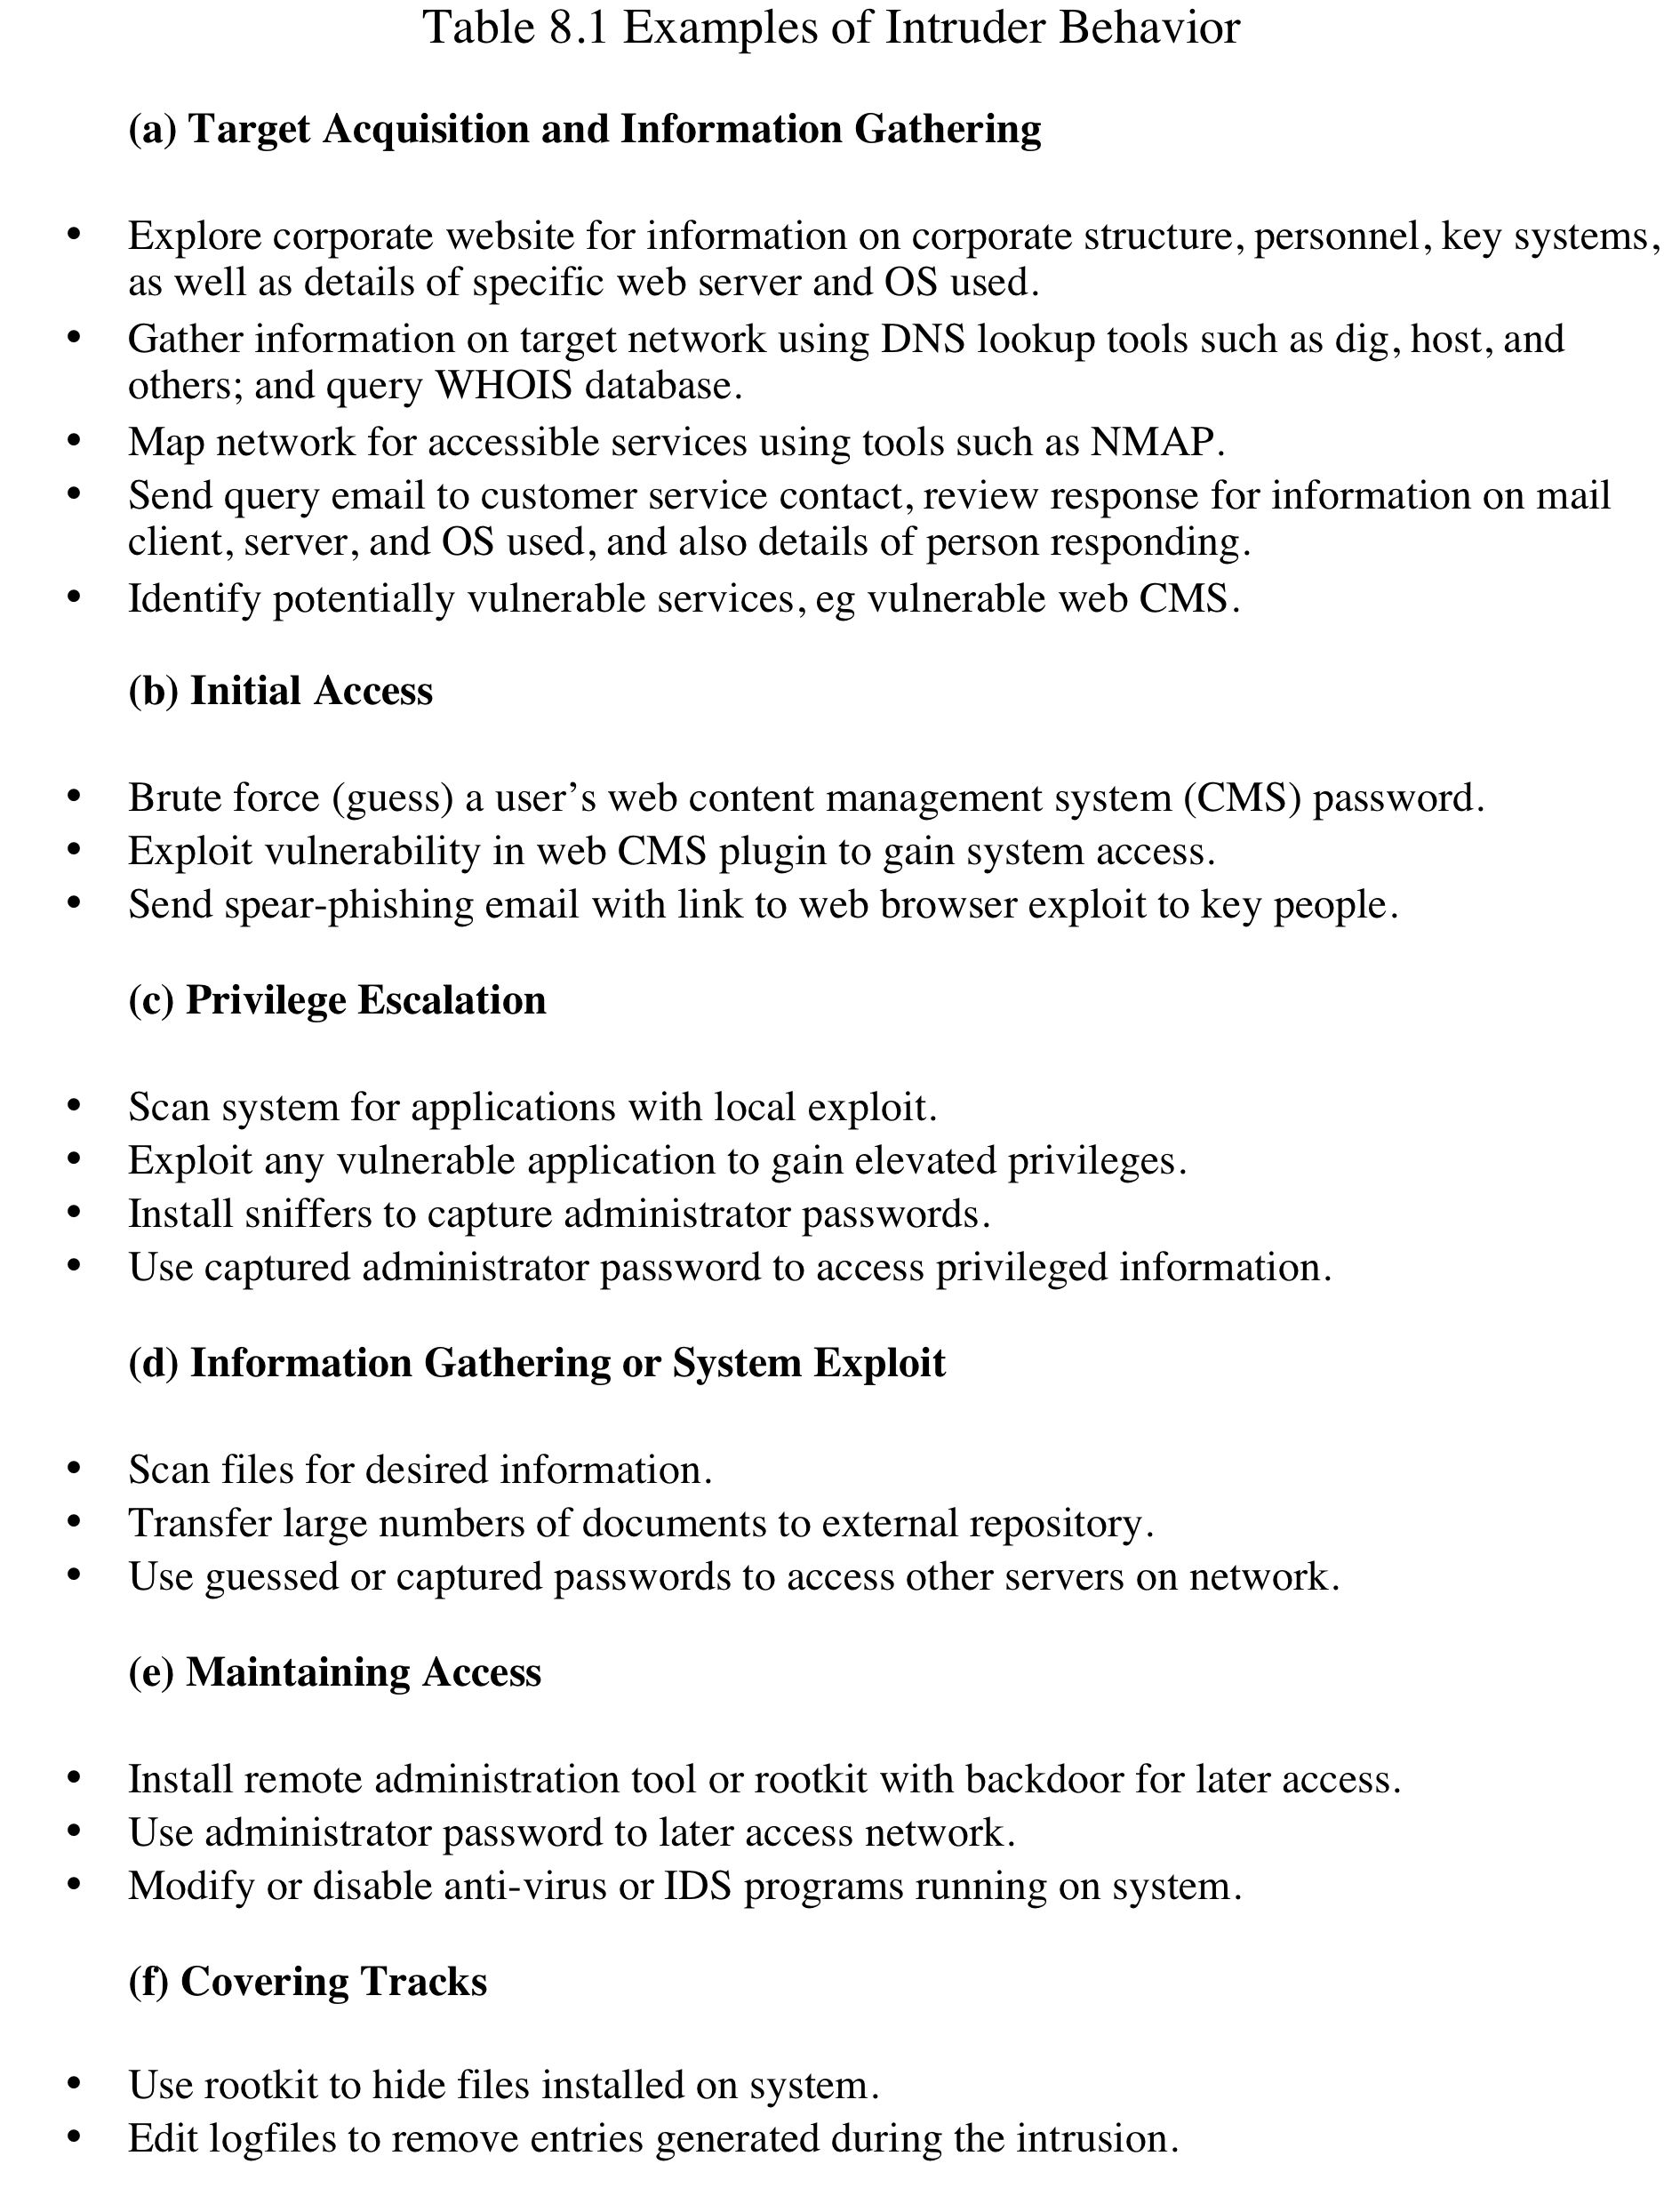 Table 8.1 Examples of Intruder Behavior
(a) Target Acquisition and Information Gathering
• Explore corporate website for information on corporate structure, personnel, key systems,
as well as details of specific web server and OS used.
• Gather information on target network using DNS lookup tools such as dig, host, and
others; and query WHOIS database.
• Map network for accessible services using tools such as NMAP.
• Send query email to customer service contact, review response for information on mail
client, server, and OS used, and also details of person responding.
• Identify potentially vulnerable services, eg vulnerable web CMS.
(b) Initial Access
• Brute force (guess) a user’s web content management system (CMS) password.
• Exploit vulnerability in web CMS plugin to gain system access.
• Send spear-phishing email with link to web browser exploit to key people.
(c) Privilege Escalation
• Scan system for applications with local exploit.
• Exploit any vulnerable application to gain elevated privileges.
• Install sniffers to capture administrator passwords.
• Use captured administrator password to access privileged information.
(d) Information Gathering or System Exploit
• Scan files for desired information.
• Transfer large numbers of documents to external repository.
• Use guessed or captured passwords to access other servers on network.
(e) Maintaining Access
• Install remote administration tool or rootkit with backdoor for later access.
• Use administrator password to later access network.
• Modify or disable anti-virus or IDS programs running on system.
(f) Covering Tracks
• Use rootkit to hide files installed on system.
• Edit logfiles to remove entries generated during the intrusion.